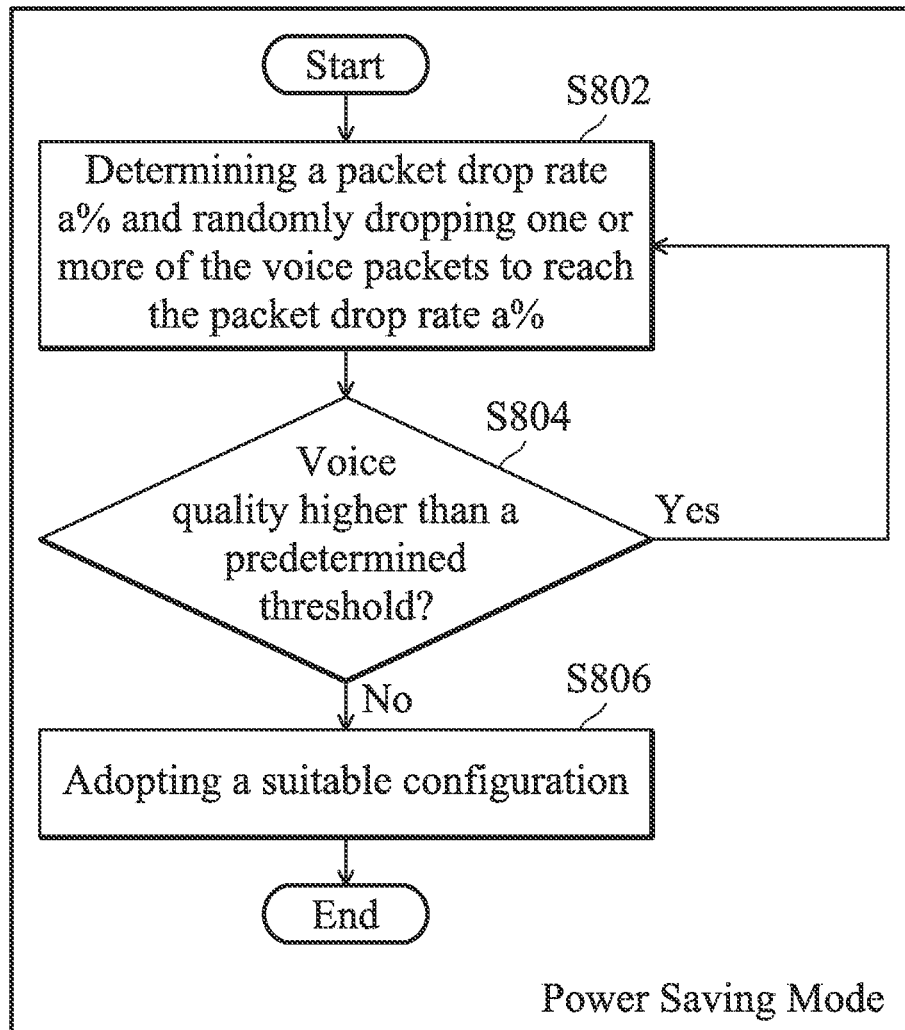 Start
S802
Determining a packet drop rate
a% and randomly dropping one or
more of the voice packets to reach
the packet drop rate a%
S804
Voice
quality higher than a
predetermined
threshold?
Yes
No
S806
Adopting a suitable configuration
End
Power Saving Mode